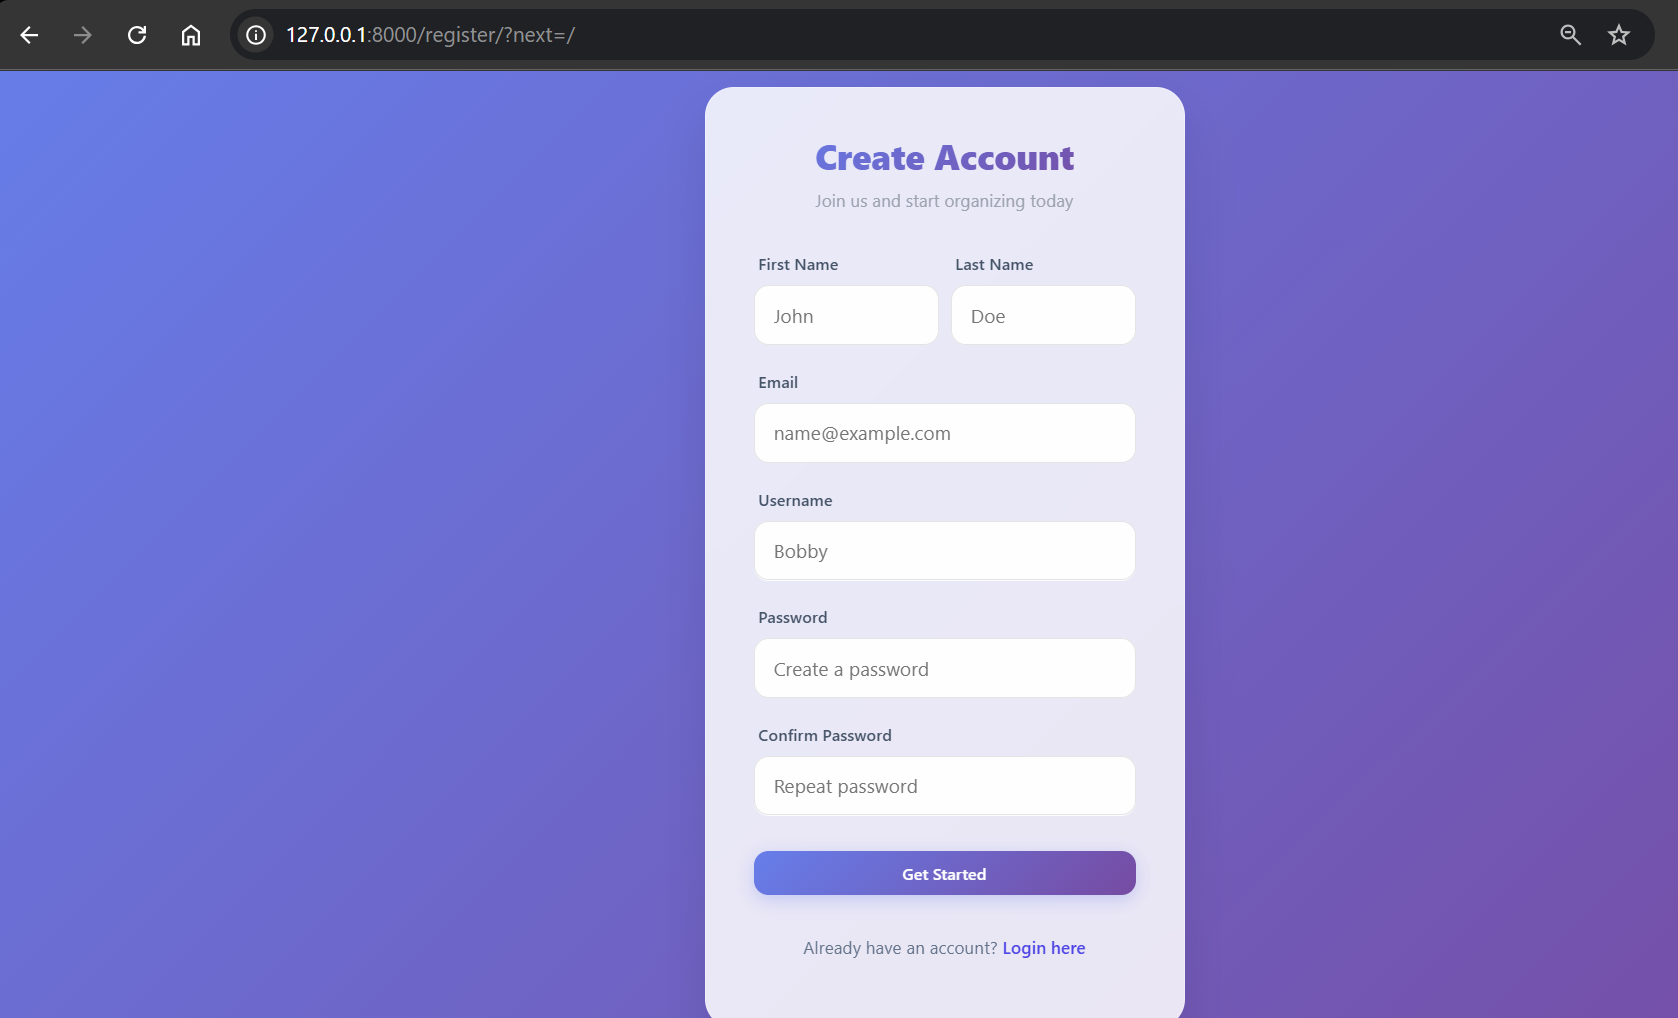 127.0.0.1:8000/register/?next=/
Create Account
Join us and start organizing today
First Name Last Name
John Doe
Email
name@example.com
Username
Bobby
Password
Create a password
Confirm Password
Repeat password
Get Started
Already have an account? Login here